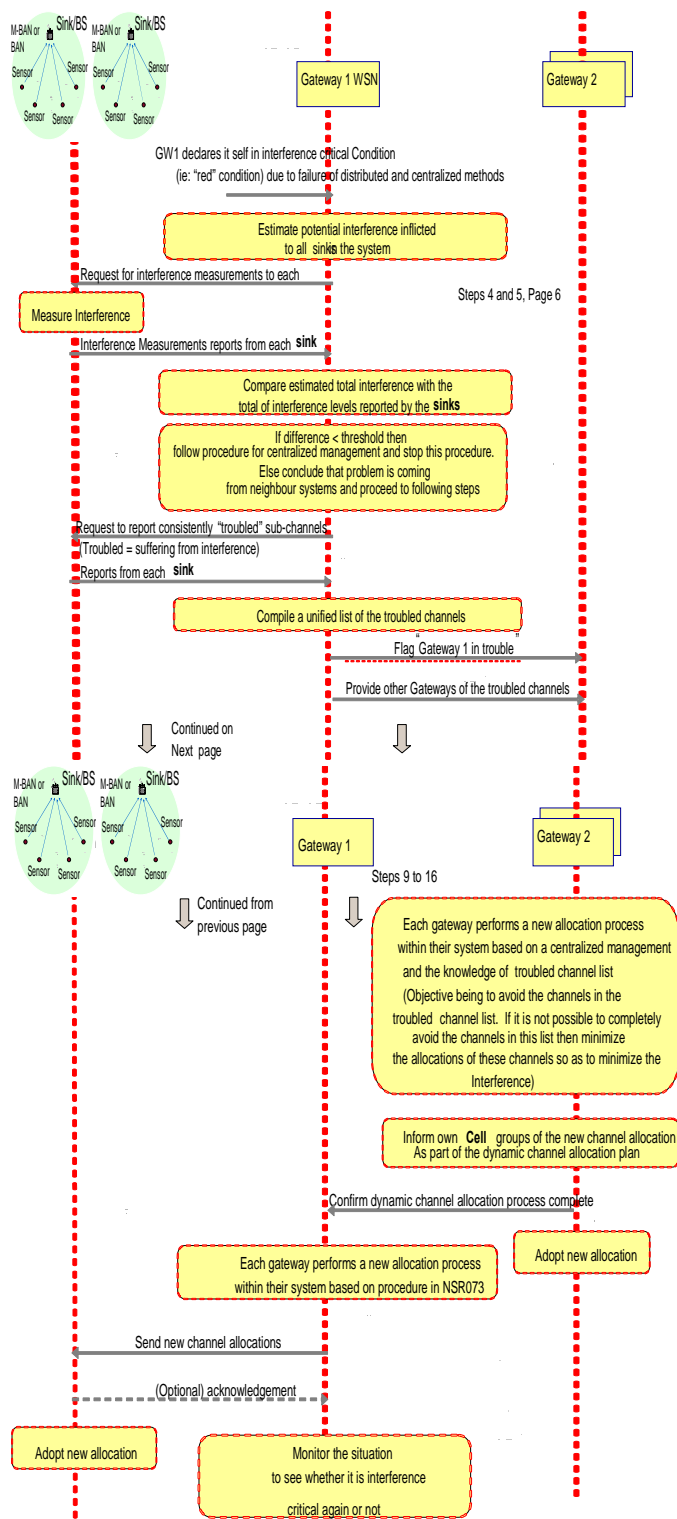 M-BAN or
BAN
Sink/BS
Sink/BS
M-BAN or
BAN
Sensor
Sensor
Sensor
Sensor
Sensor
Sensor
Sensor
Sensor
Gateway 1 WSN
Gateway 2
GW1 declares it self in interference critical Condition
(ie: “red” condition) due to failure of distributed and centralized methods
Estimate potential interference inflicted
to all sinks in the system
Request for interference measurements to each
Steps 4 and 5, Page 6
Measure Interference
Interference Measurements reports from each sink
Compare estimated total interference with the
total of interference levels reported by the sinks
If difference < threshold then
follow procedure for centralized management and stop this procedure.
Else conclude that problem is coming
from neighbour systems and proceed to following steps
Request to report consistently “troubled” sub-channels
(Troubled = suffering from interference)
Reports from each sink
Compile a unified list of the troubled channels
“ ”
Flag Gateway 1 in trouble
Provide other Gateways of the troubled channels
Continued on
Next page
M-BAN or
BAN
Sink/BS
M-BAN or
BAN
Sink/BS
Sensor
Sensor
Sensor
Sensor
Sensor
Sensor
Sensor
Sensor
Gateway 1
Gateway 2
Steps 9 to 16
Continued from
previous page
Each gateway performs a new allocation process
within their system based on a centralized management
and the knowledge of troubled channel list
(Objective being to avoid the channels in the
troubled channel list. If it is not possible to completely
avoid the channels in this list then minimize
the allocations of these channels so as to minimize the
Interference)
Inform own Cell groups of the new channel allocation
As part of the dynamic channel allocation plan
Confirm dynamic channel allocation process complete
Adopt new allocation
Each gateway performs a new allocation process
within their system based on procedure in NSR073
Send new channel allocations
(Optional) acknowledgement
Adopt new allocation
Monitor the situation
to see whether it is interference
critical again or not